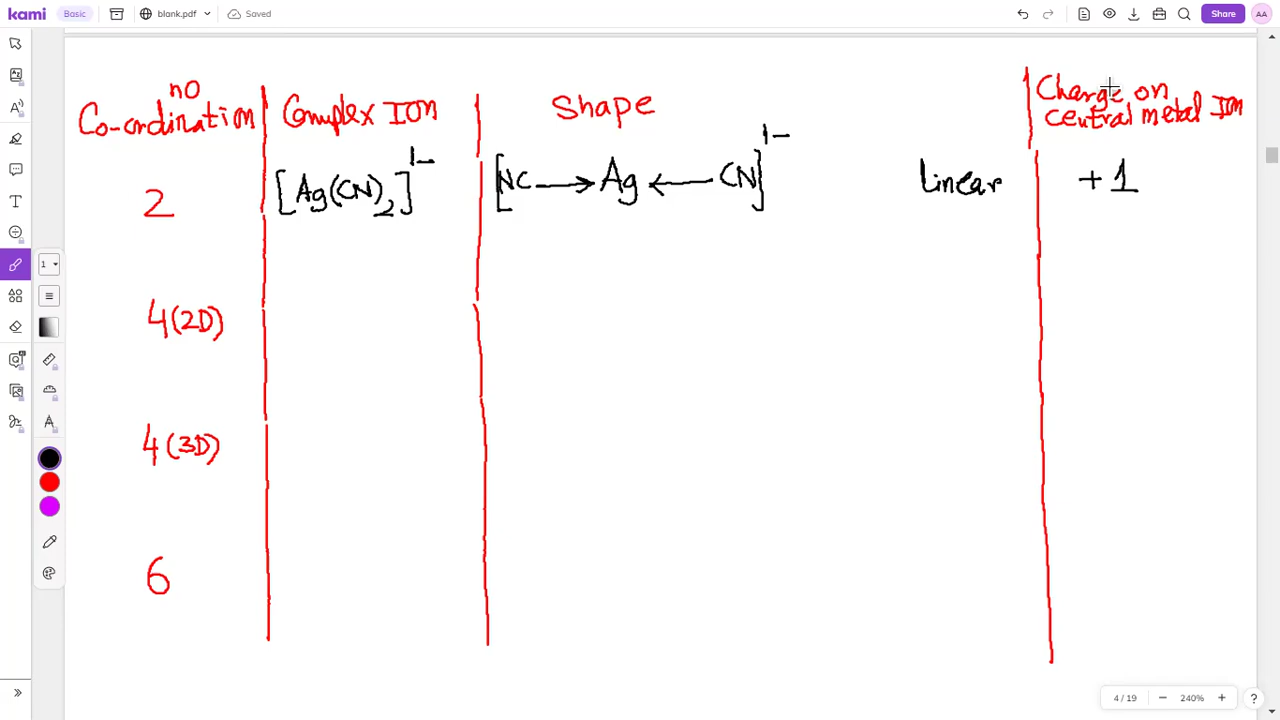 kami Basic blank.pdf Saved Share AA
no
Co-ordination Complex Ion Shape Charge on
central metal Ion
2 [Ag(CN)2]1- [NC → Ag ← CN]1- linear +1
4(2D)
4(3D)
6
1
4 / 19 240%